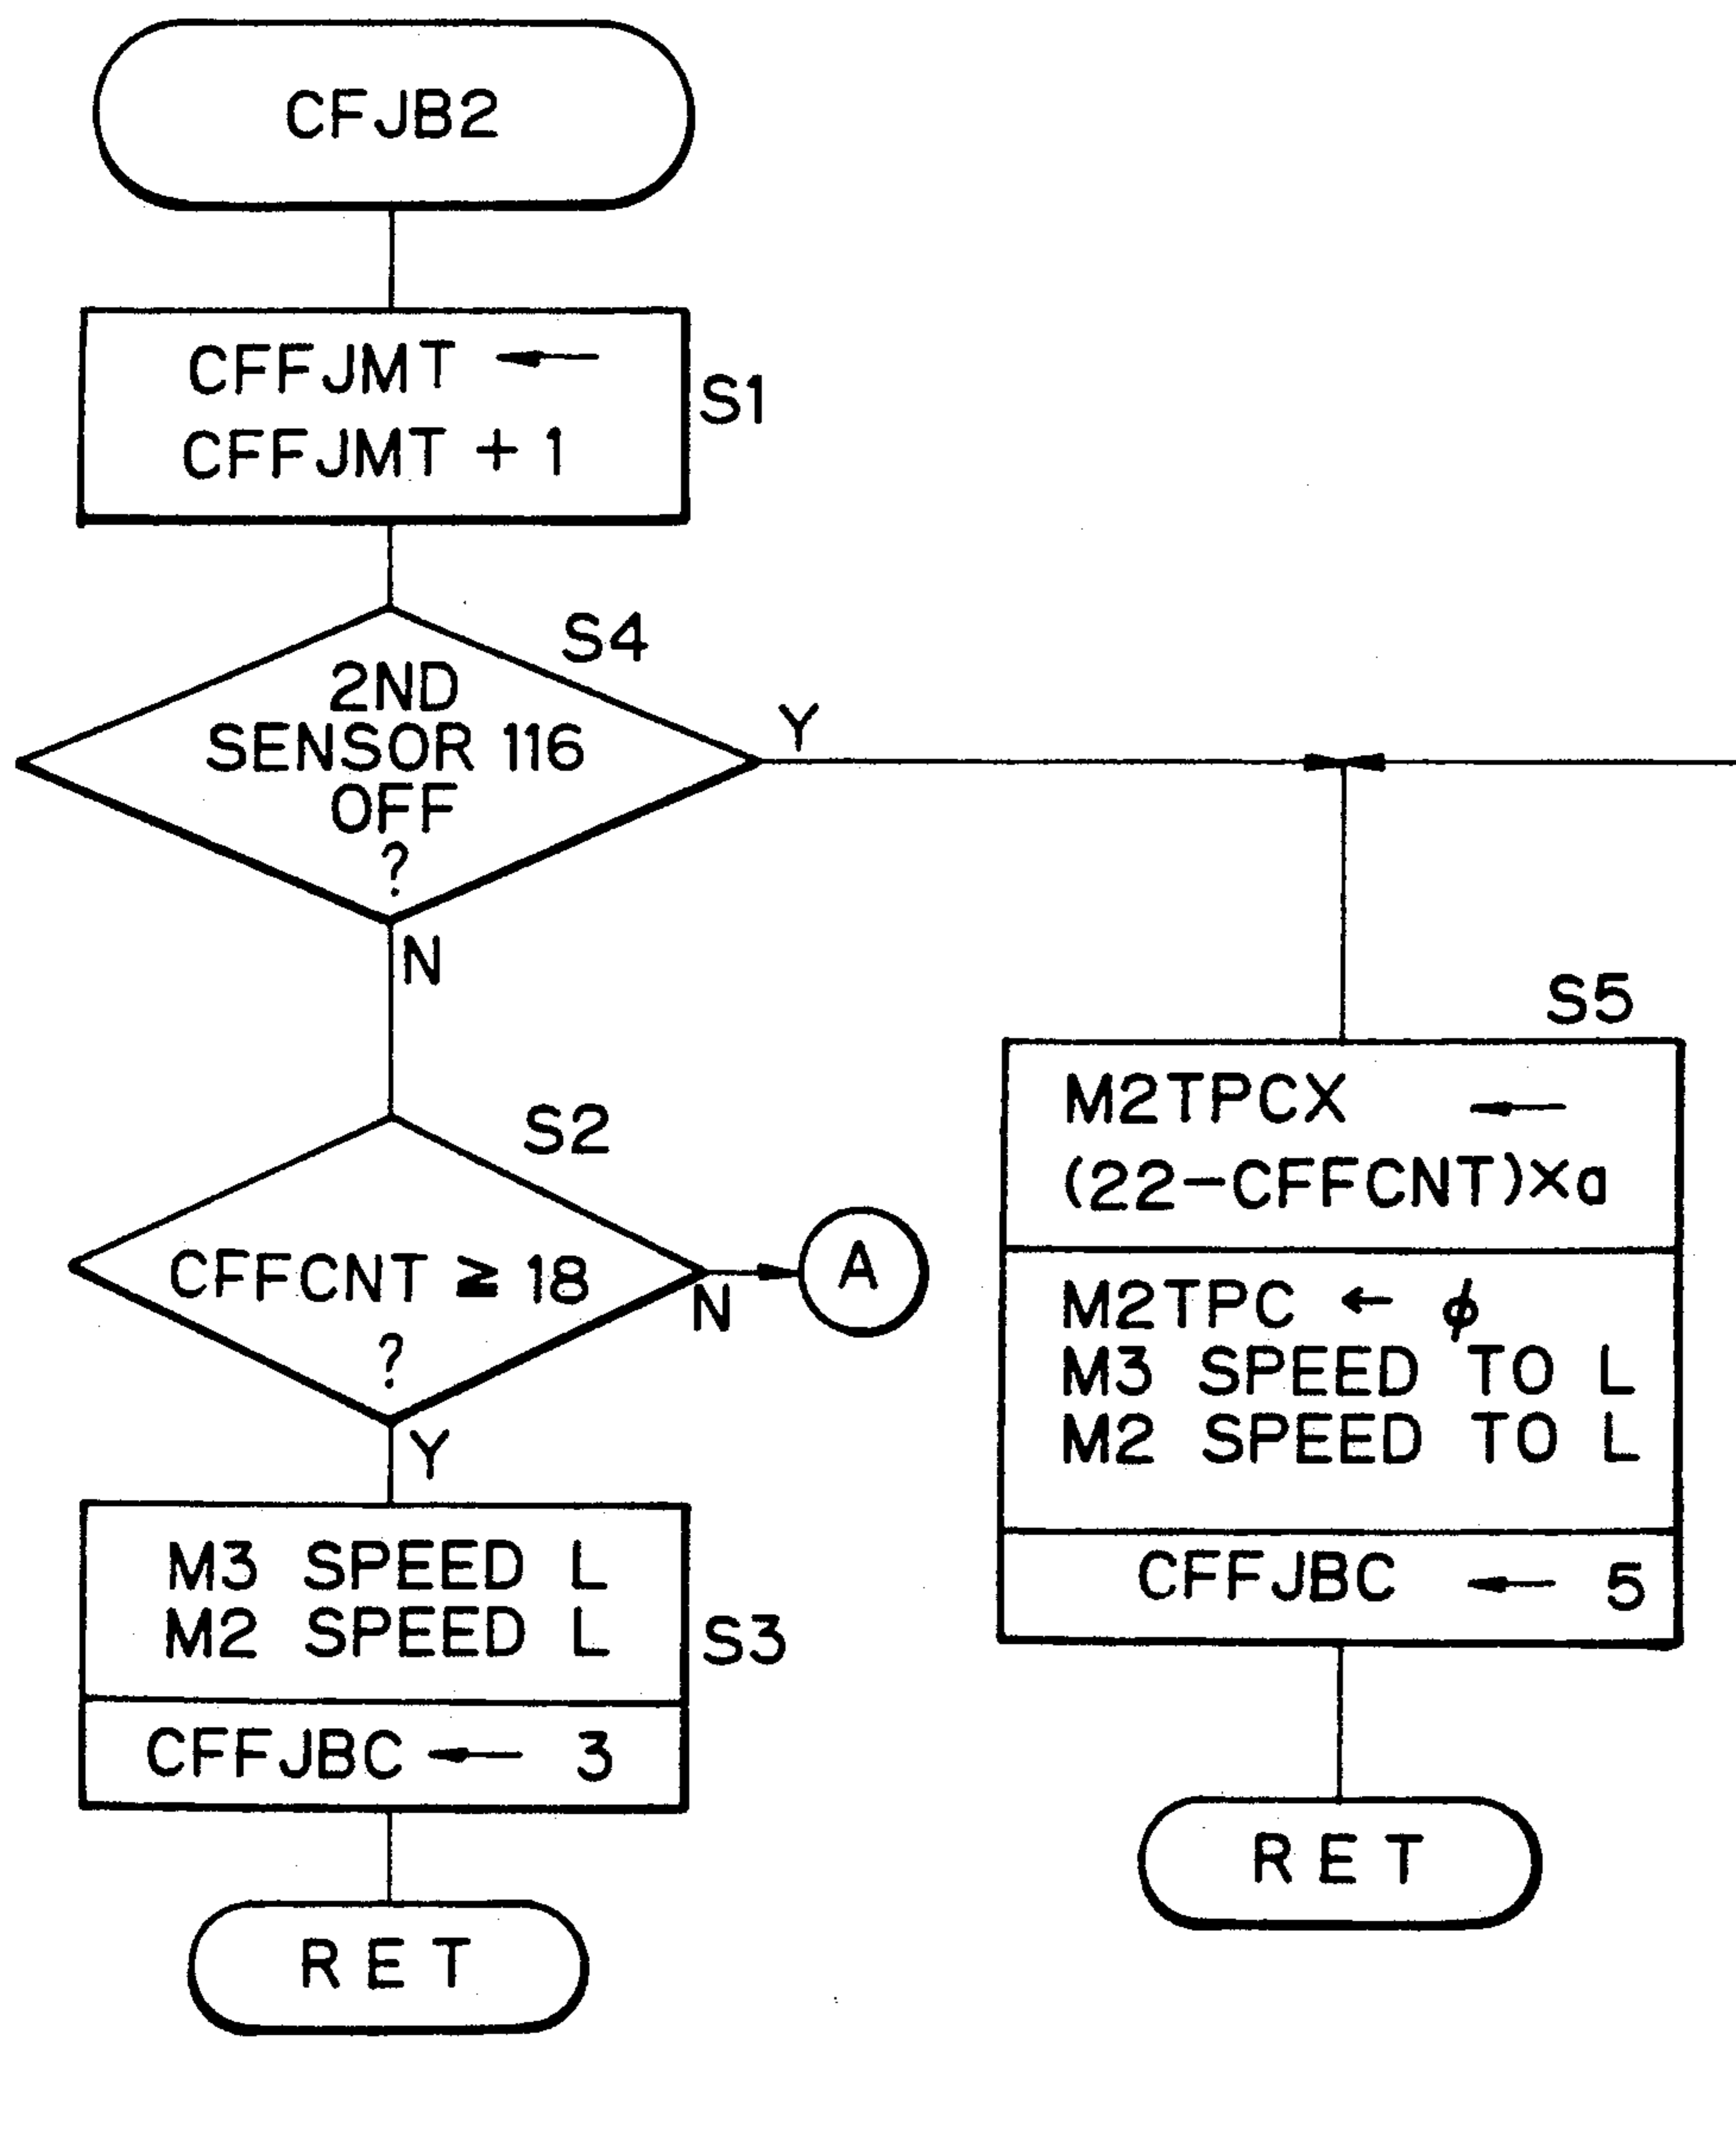 CFJB2
CFFJMT ←
CFFJMT + 1
S1
S4
2ND
SENSOR 116
OFF
?
Y
N
S2
CFFCNT ≧ 18
?
N
A
Y
M3 SPEED L
M2 SPEED L
S3
CFFJBC ← 3
RET
S5
M2TPCX ←
(22-CFFCNT)×a
M2TPC ← ϕ
M3 SPEED TO L
M2 SPEED TO L
CFFJBC ← 5
RET